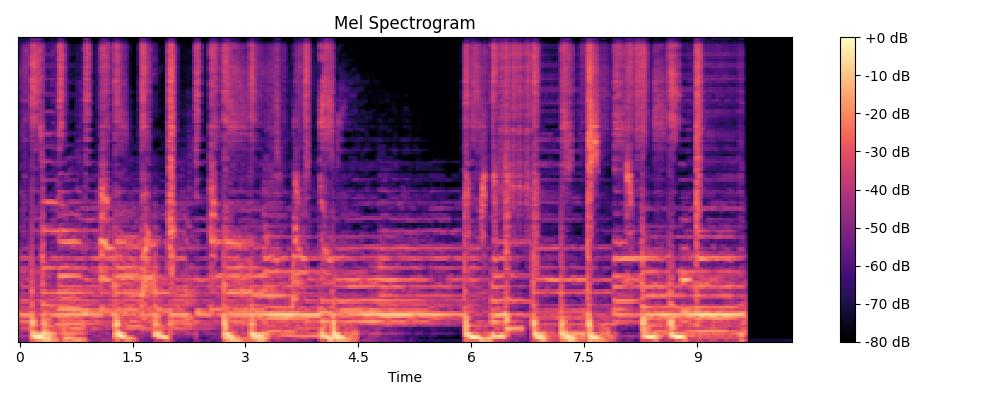 Mel Spectrogram
+0 dB
-10 dB
-20 dB
-30 dB
-40 dB
-50 dB
-60 dB
-70 dB
-80 dB
0 1.5 3 4.5 6 7.5 9
Time